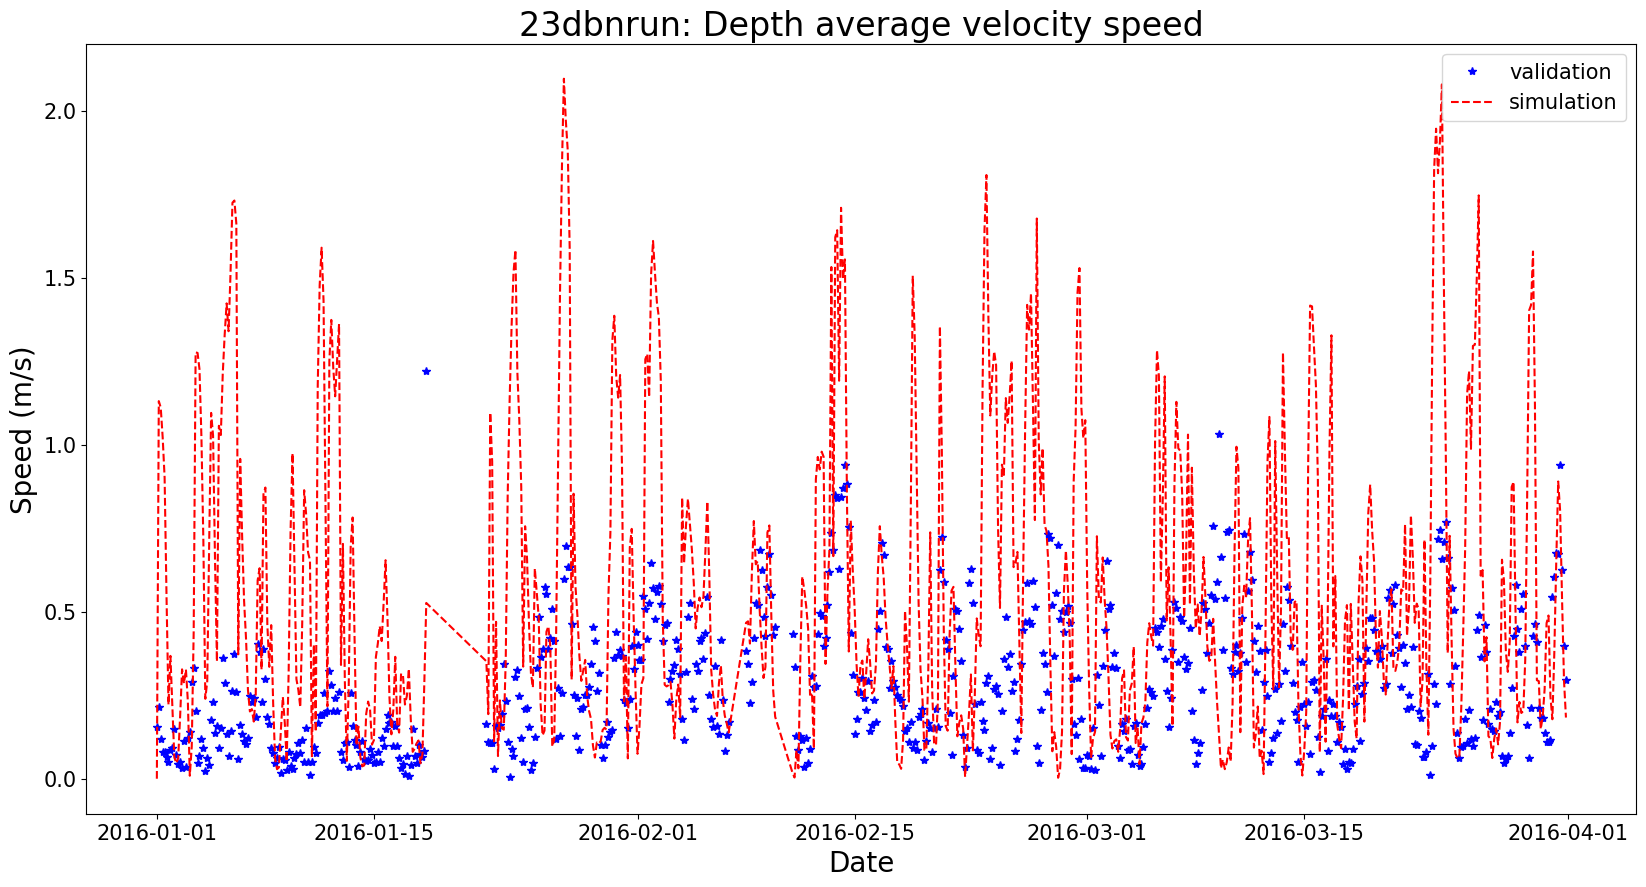 23dbnrun: Depth average velocity speed
validation
simulation
Speed (m/s)
2.0
1.5
1.0
0.5
0.0
2016-01-01
2016-01-15
2016-02-01
2016-02-15
2016-03-01
2016-03-15
2016-04-01
Date